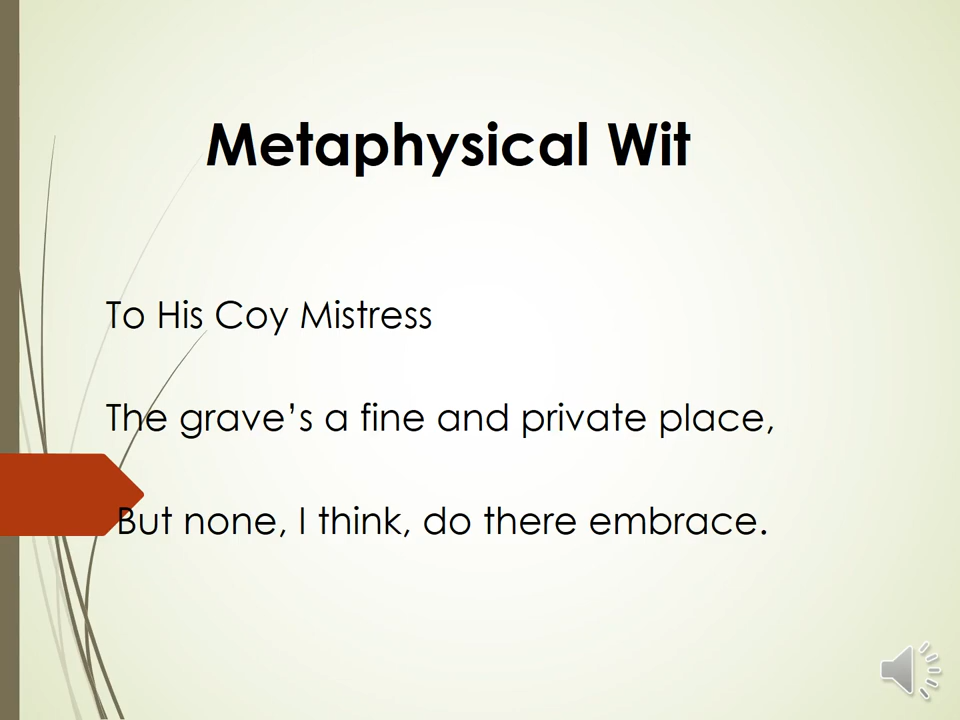 Metaphysical Wit
To His Coy Mistress
The grave’s a fine and private place,
But none, I think, do there embrace.